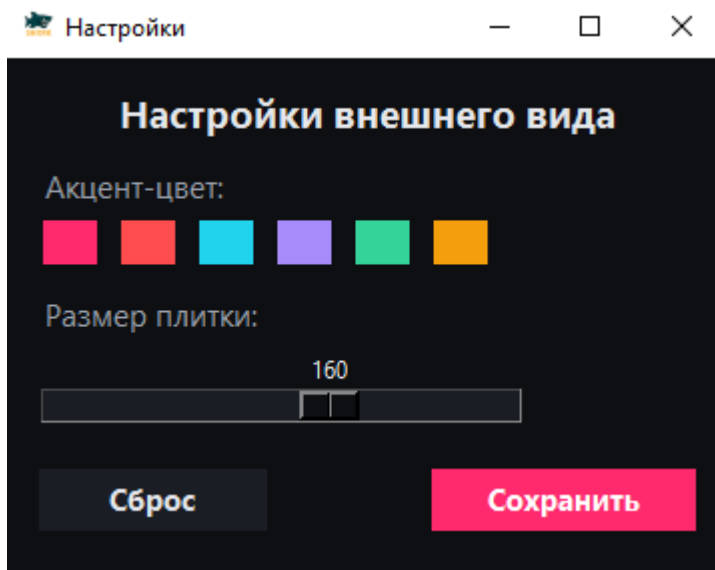 Настройки
Настройки внешнего вида
Акцент-цвет:
Размер плитки:
160
Сброс
Сохранить